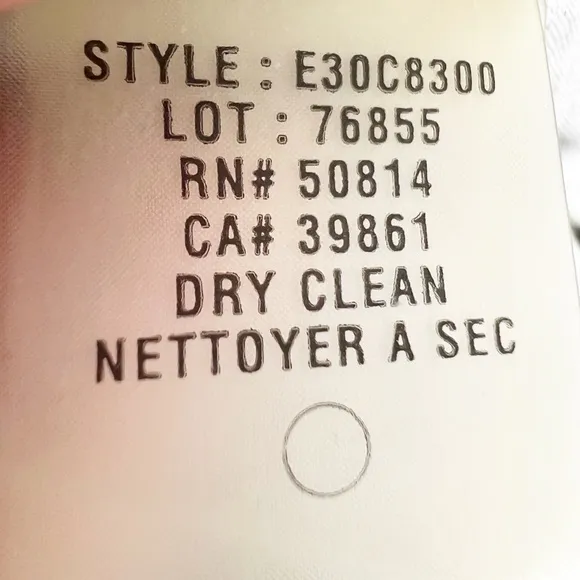 STYLE : E30C8300
LOT : 76855
RN# 50814
CA# 39861
DRY CLEAN
NETTOYER A SEC